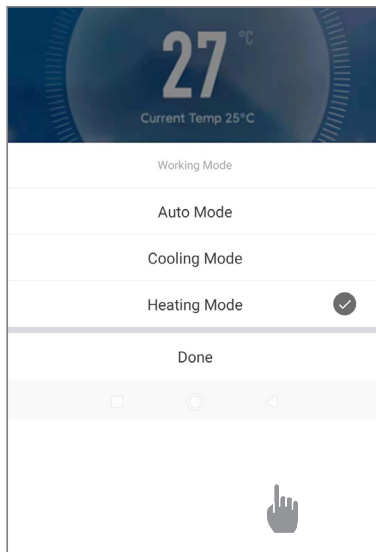 27 °C
Current Temp 25°C
Working Mode
Auto Mode
Cooling Mode
Heating Mode
Done